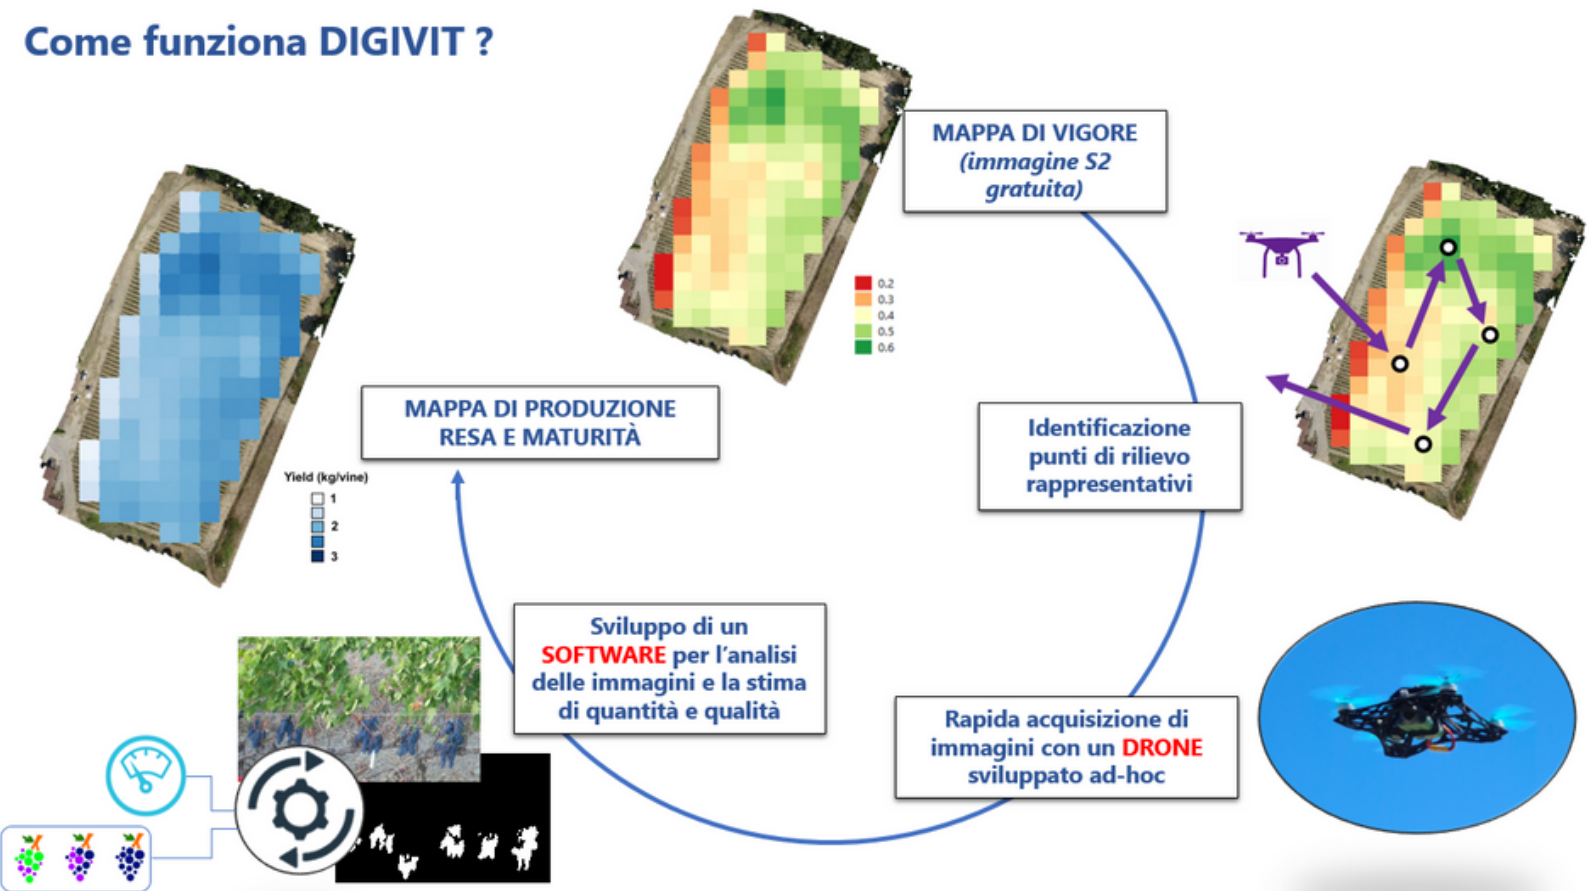 Come funziona DIGIVIT ?
MAPPA DI VIGORE
(immagine S2
gratuita)
0.2
0.3
0.4
0.5
0.6
Identificazione
punti di rilievo
rappresentativi
Rapida acquisizione di
immagini con un DRONE
sviluppato ad-hoc
Sviluppo di un
SOFTWARE per l'analisi
delle immagini e la stima
di quantità e qualità
MAPPA DI PRODUZIONE
RESA E MATURITÀ
Yield (kg/vine)
1
2
3